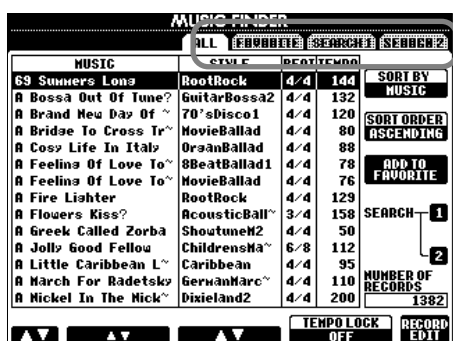 MUSIC FINDER
ALL FAVORITE SEARCH 1 SEARCH 2
MUSIC STYLE BEAT TEMPO
69 Summers Long RootRock 4/4 144
A Bossa Out Of Tune? GuitarBossa2 4/4 132
A Brand New Day Of ~ 70'sDisco1 4/4 120
A Bridge To Cross Tr~ MovieBallad 4/4 80
A Cosy Life In Italy OrganBallad 4/4 88
A Feeling Of Love To~ 8BeatBallad1 4/4 78
A Feeling Of Love To~ MovieBallad 4/4 76
A Fire Lighter RootRock 4/4 129
A Flowers Kiss? AcousticBall~ 3/4 158
A Greek Called Zorba ShowtuneM2 4/4 50
A Jolly Good Fellow ChildrensMa~ 6/8 112
A Little Caribbean L~ Caribbean 4/4 95
A March For Radetsky GermanMarc~ 4/4 110
A Nickel In The Nick~ Dixieland2 4/4 200
SORT BY
MUSIC
SORT ORDER
ASCENDING
ADD TO
FAVORITE
SEARCH 1
2
NUMBER OF
RECORDS
1382
TEMPO LOCK
OFF
RECORD
EDIT